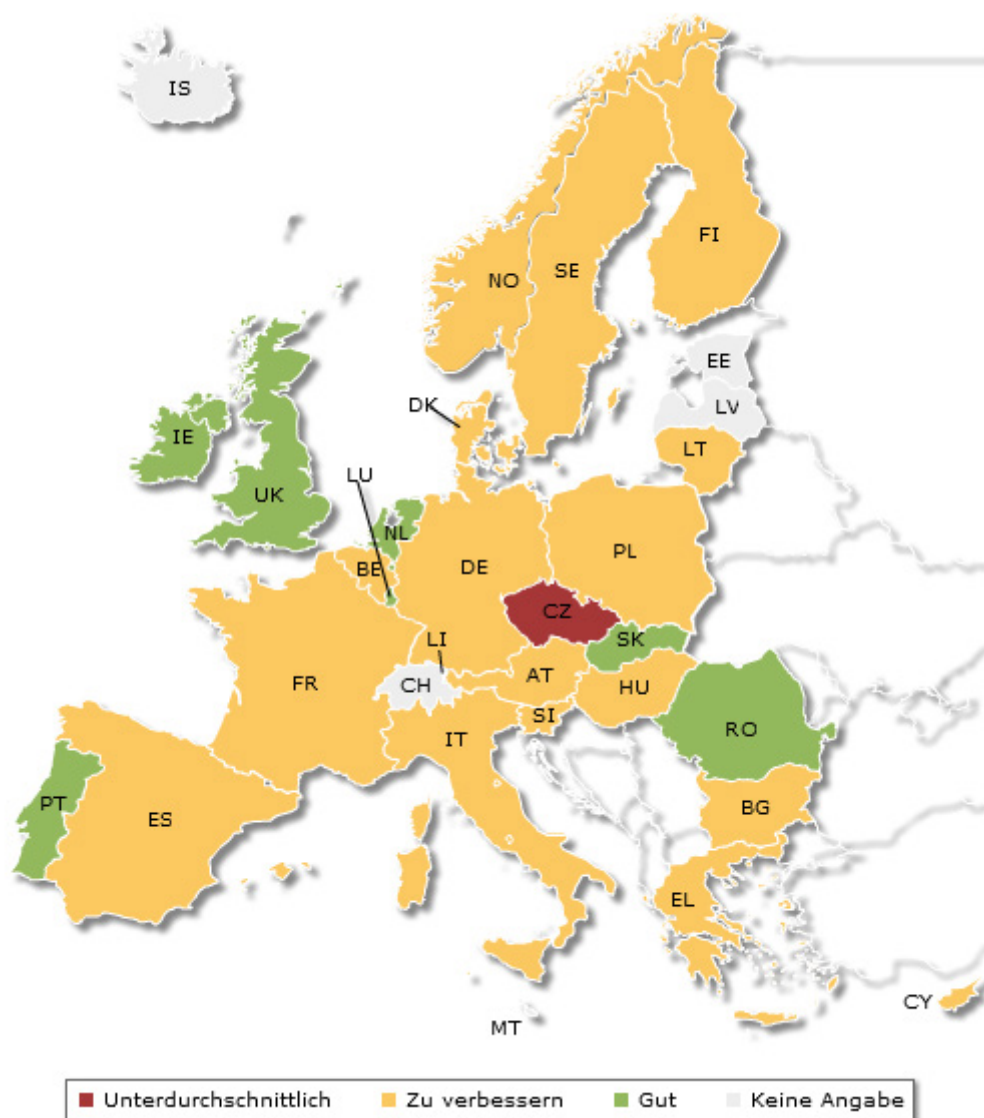 IS
FI
SE
NO
EE
LV
DK
LT
IE
LU
UK
NL
PL
BE
DE
CZ
SK
LI
AT
CH
HU
FR
SI
RO
IT
PT
BG
ES
EL
CY
MT
Unterdurchschnittlich Zu verbessern Gut Keine Angabe